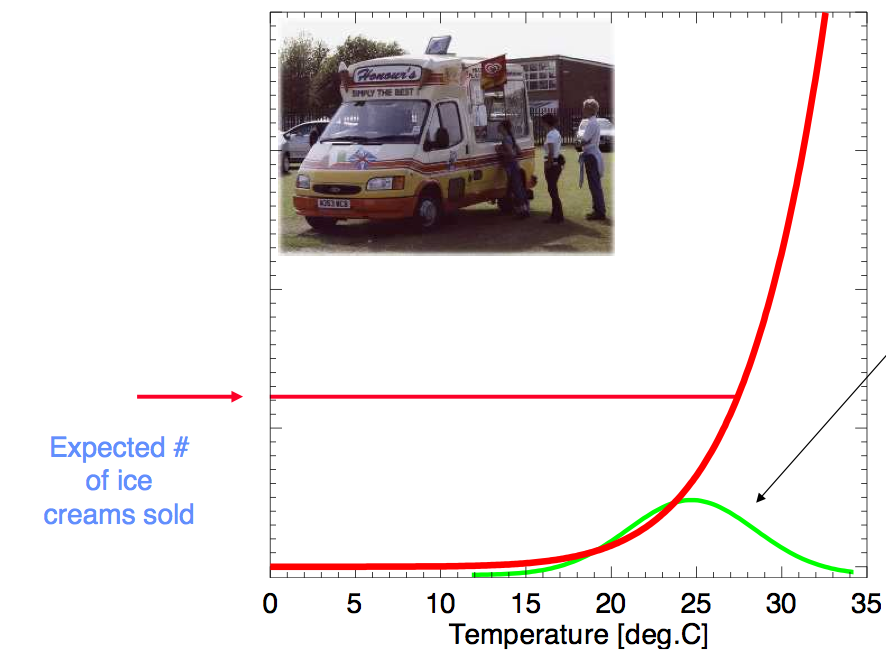 Honour's
SIMPLY THE BEST
Expected #
of ice
creams sold
0 5 10 15 20 25 30 35
Temperature [deg.C]